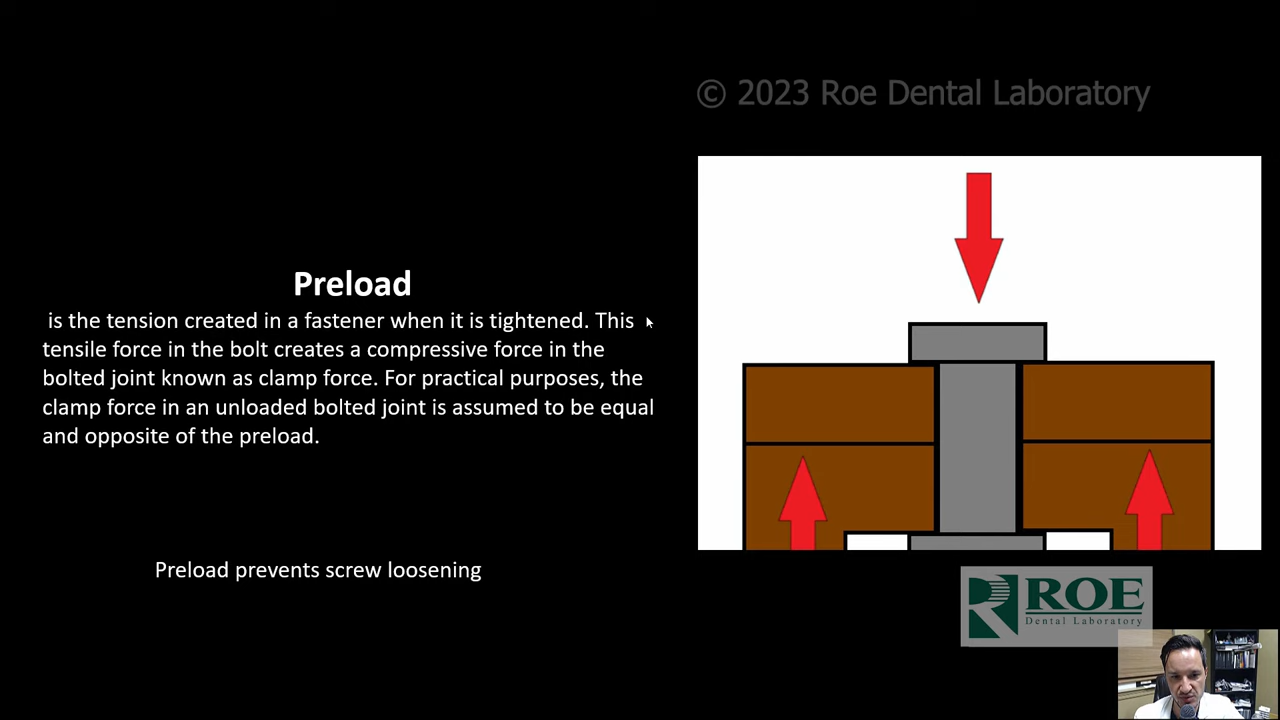 © 2023 Roe Dental Laboratory
Preload
is the tension created in a fastener when it is tightened. This
tensile force in the bolt creates a compressive force in the
bolted joint known as clamp force. For practical purposes, the
clamp force in an unloaded bolted joint is assumed to be equal
and opposite of the preload.
Preload prevents screw loosening
R ROE
Dental Laboratory